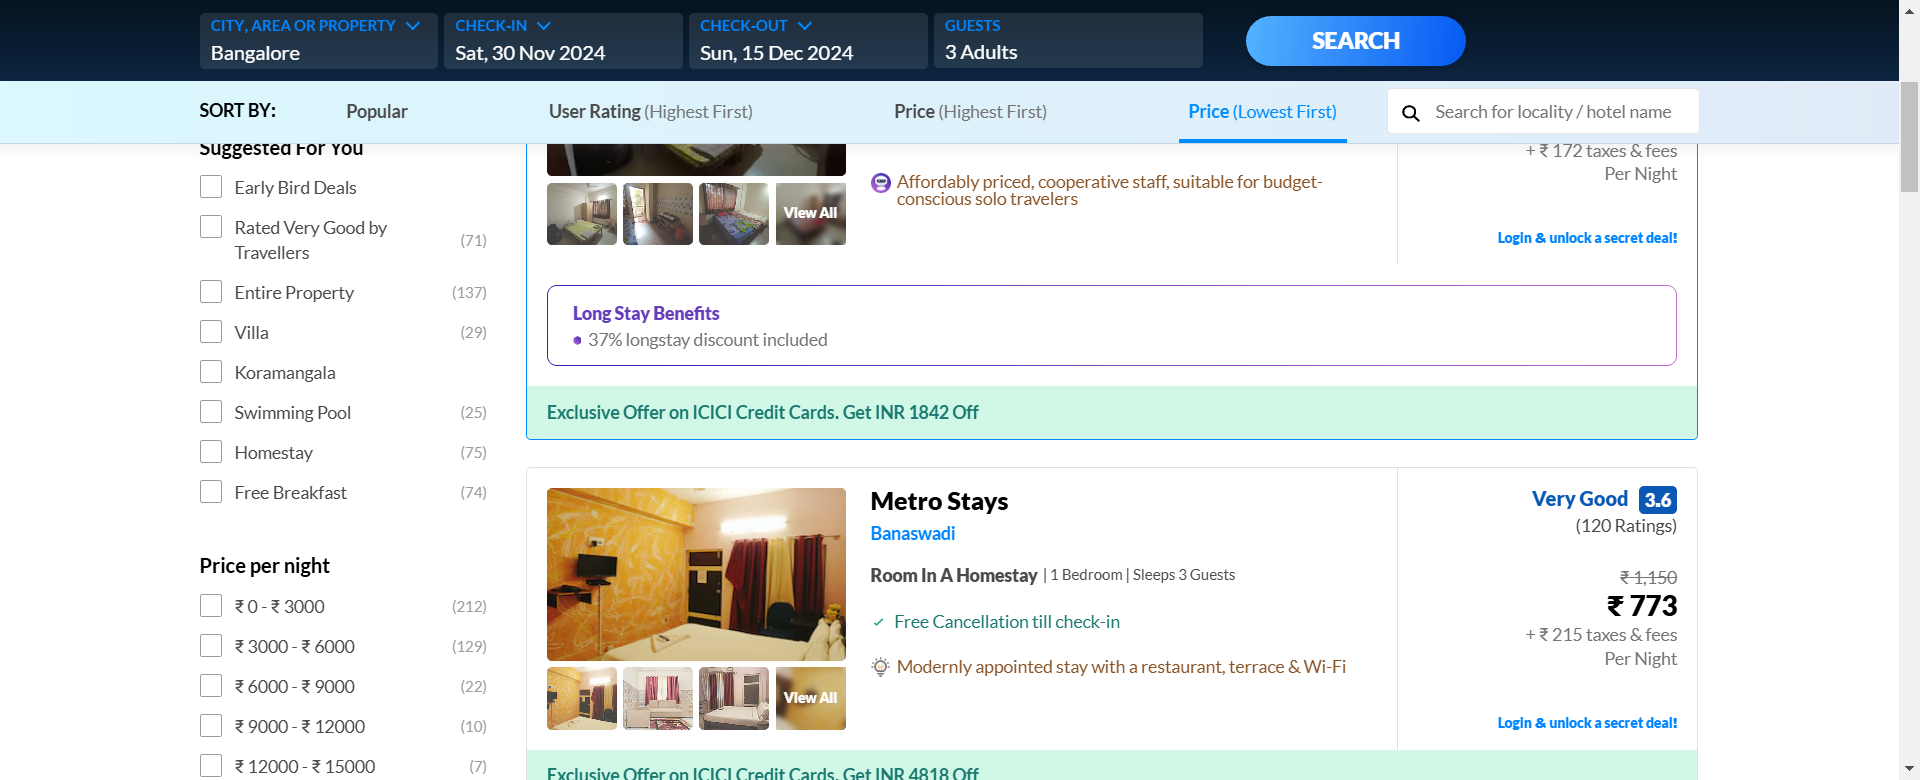 CITY, AREA OR PROPERTY
Bangalore
CHECK-IN
Sat, 30 Nov 2024
CHECK-OUT
Sun, 15 Dec 2024
GUESTS
3 Adults
SEARCH
SORT BY:
Popular
User Rating (Highest First)
Price (Highest First)
Price (Lowest First)
Search for locality / hotel name
Suggested For You
Early Bird Deals
Rated Very Good by
Travellers
(71)
Entire Property
(137)
Villa
(29)
Koramangala
Swimming Pool
(25)
Homestay
(75)
Free Breakfast
(74)
Price per night
₹ 0 - ₹ 3000
(212)
₹ 3000 - ₹ 6000
(129)
₹ 6000 - ₹ 9000
(22)
₹ 9000 - ₹ 12000
(10)
₹ 12000 - ₹ 15000
(7)
View All
Affordably priced, cooperative staff, suitable for budget-
conscious solo travelers
+ ₹ 172 taxes & fees
Per Night
Login & unlock a secret deal!
Long Stay Benefits
37% longstay discount included
Exclusive Offer on ICICI Credit Cards. Get INR 1842 Off
View All
Metro Stays
Banaswadi
Room In A Homestay | 1 Bedroom | Sleeps 3 Guests
Free Cancellation till check-in
Modernly appointed stay with a restaurant, terrace & Wi-Fi
Very Good 3.6
(120 Ratings)
₹ 1,150
₹ 773
+ ₹ 215 taxes & fees
Per Night
Login & unlock a secret deal!
Exclusive Offer on ICICI Credit Cards. Get INR 4818 Off